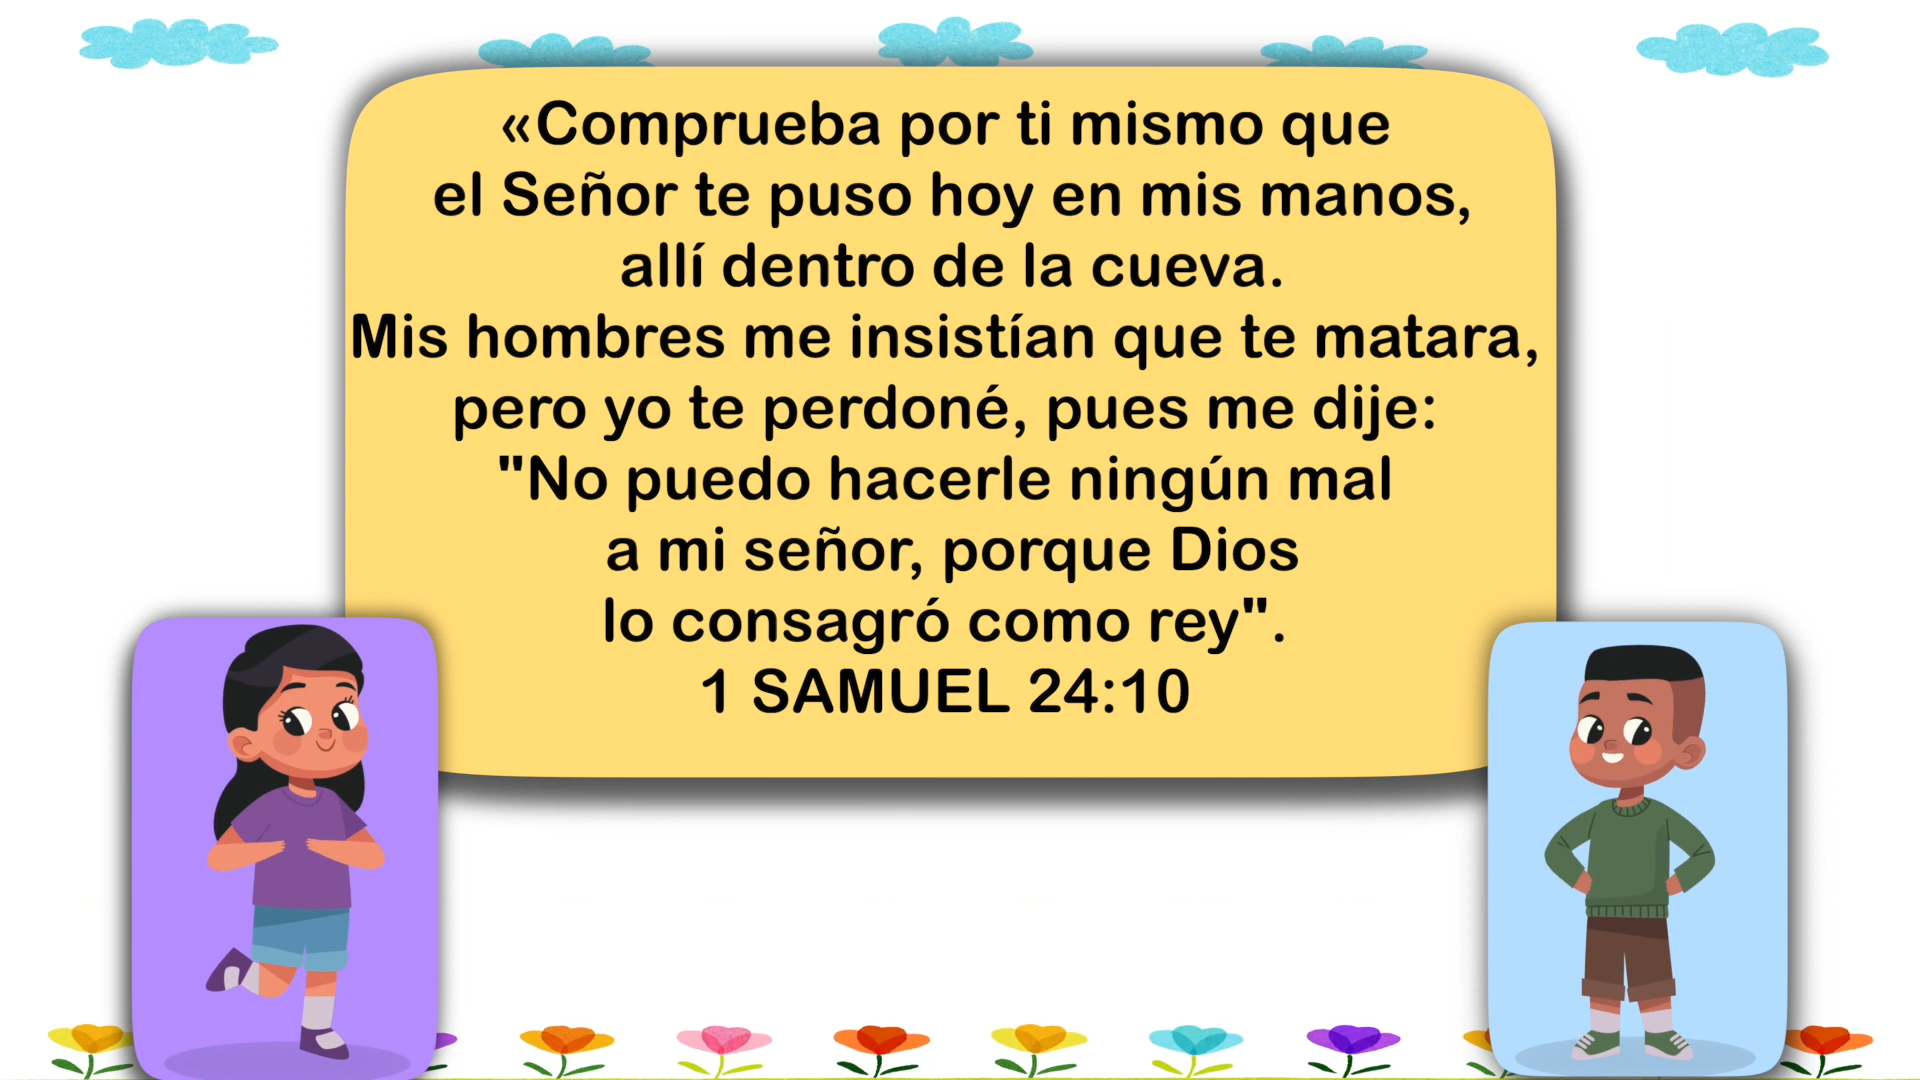 «Comprueba por ti mismo que
el Señor te puso hoy en mis manos,
allí dentro de la cueva.
Mis hombres me insistían que te matara,
pero yo te perdoné, pues me dije:
"No puedo hacerle ningún mal
a mi señor, porque Dios
lo consagró como rey".
1 SAMUEL 24:10